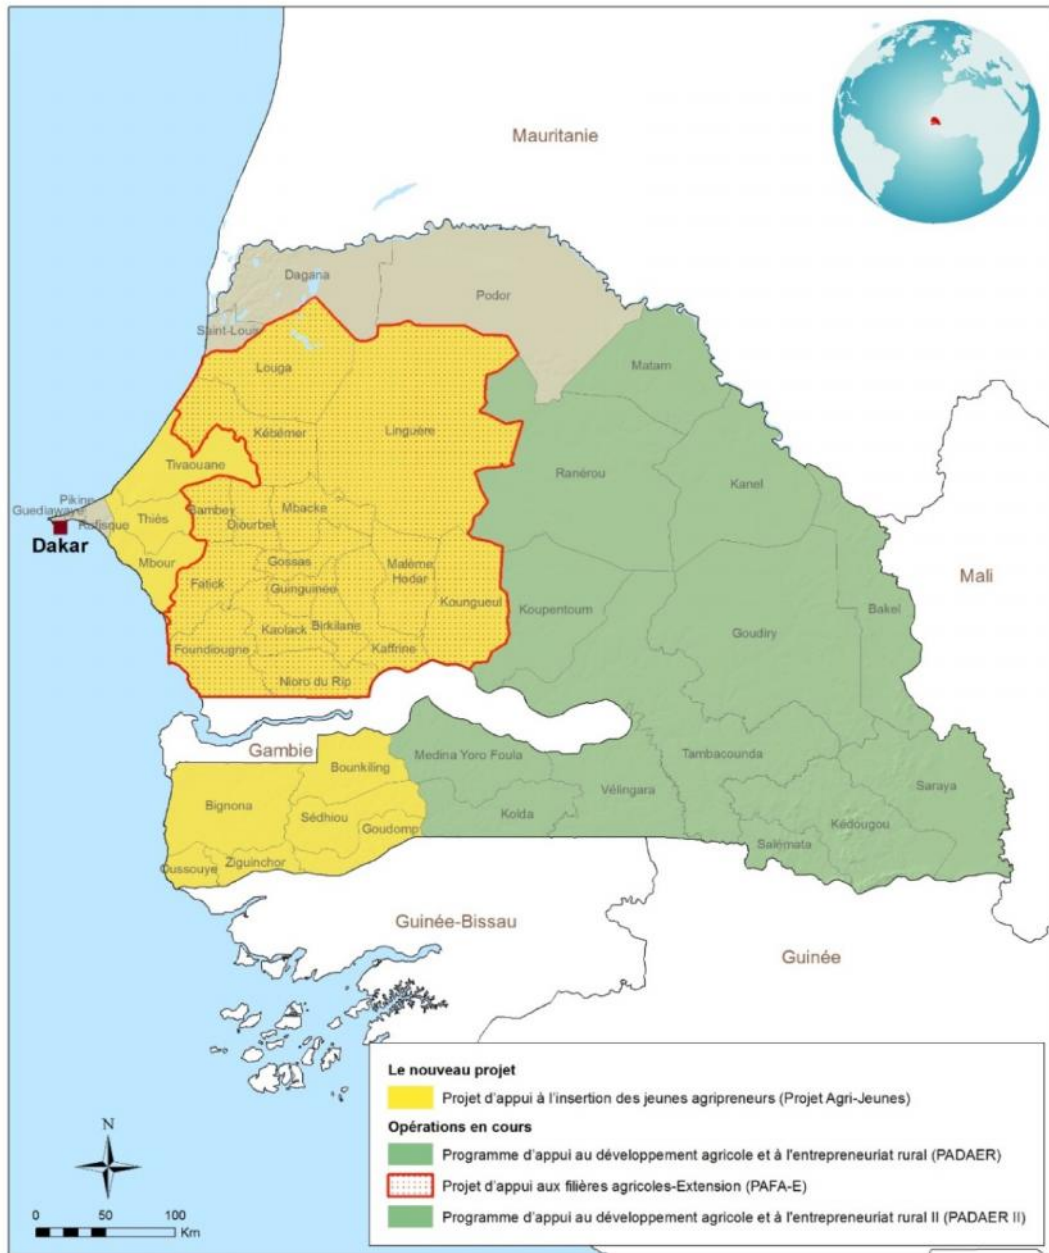 Mauritanie
Dagana
Podor
Saint-Louis
Matam
Louga
Linguère
Kébémer
Tivaouane
Ranérou
Kanel
Pikine
Guediawaye
Rufisque
Thiès
Bambey
Diourbel
Mbacke
Dakar
Mbour
Gossas
Malème
Hodar
Mali
Fatick
Guinguinée
Koungueul
Koupentoum
Bakel
Goudiry
Kaolack
Birkilane
Foundiougne
Kaffrine
Nioro du Rip
Gambie
Medina Yoro Foula
Tambacounda
Bounkiling
Vélingara
Saraya
Bignona
Sédhiou
Kolda
Kédougou
Goudomp
Salémata
Oussouye
Ziguinchor
Guinée-Bissau
Guinée
Le nouveau projet
Projet d'appui à l'insertion des jeunes agripreneurs (Projet Agri-Jeunes)
Opérations en cours
Programme d'appui au développement agricole et à l'entrepreneuriat rural (PADAER)
Projet d'appui aux filières agricoles-Extension (PAFA-E)
Programme d'appui au développement agricole et à l'entrepreneuriat rural II (PADAER II)
N
0 50 100
Km